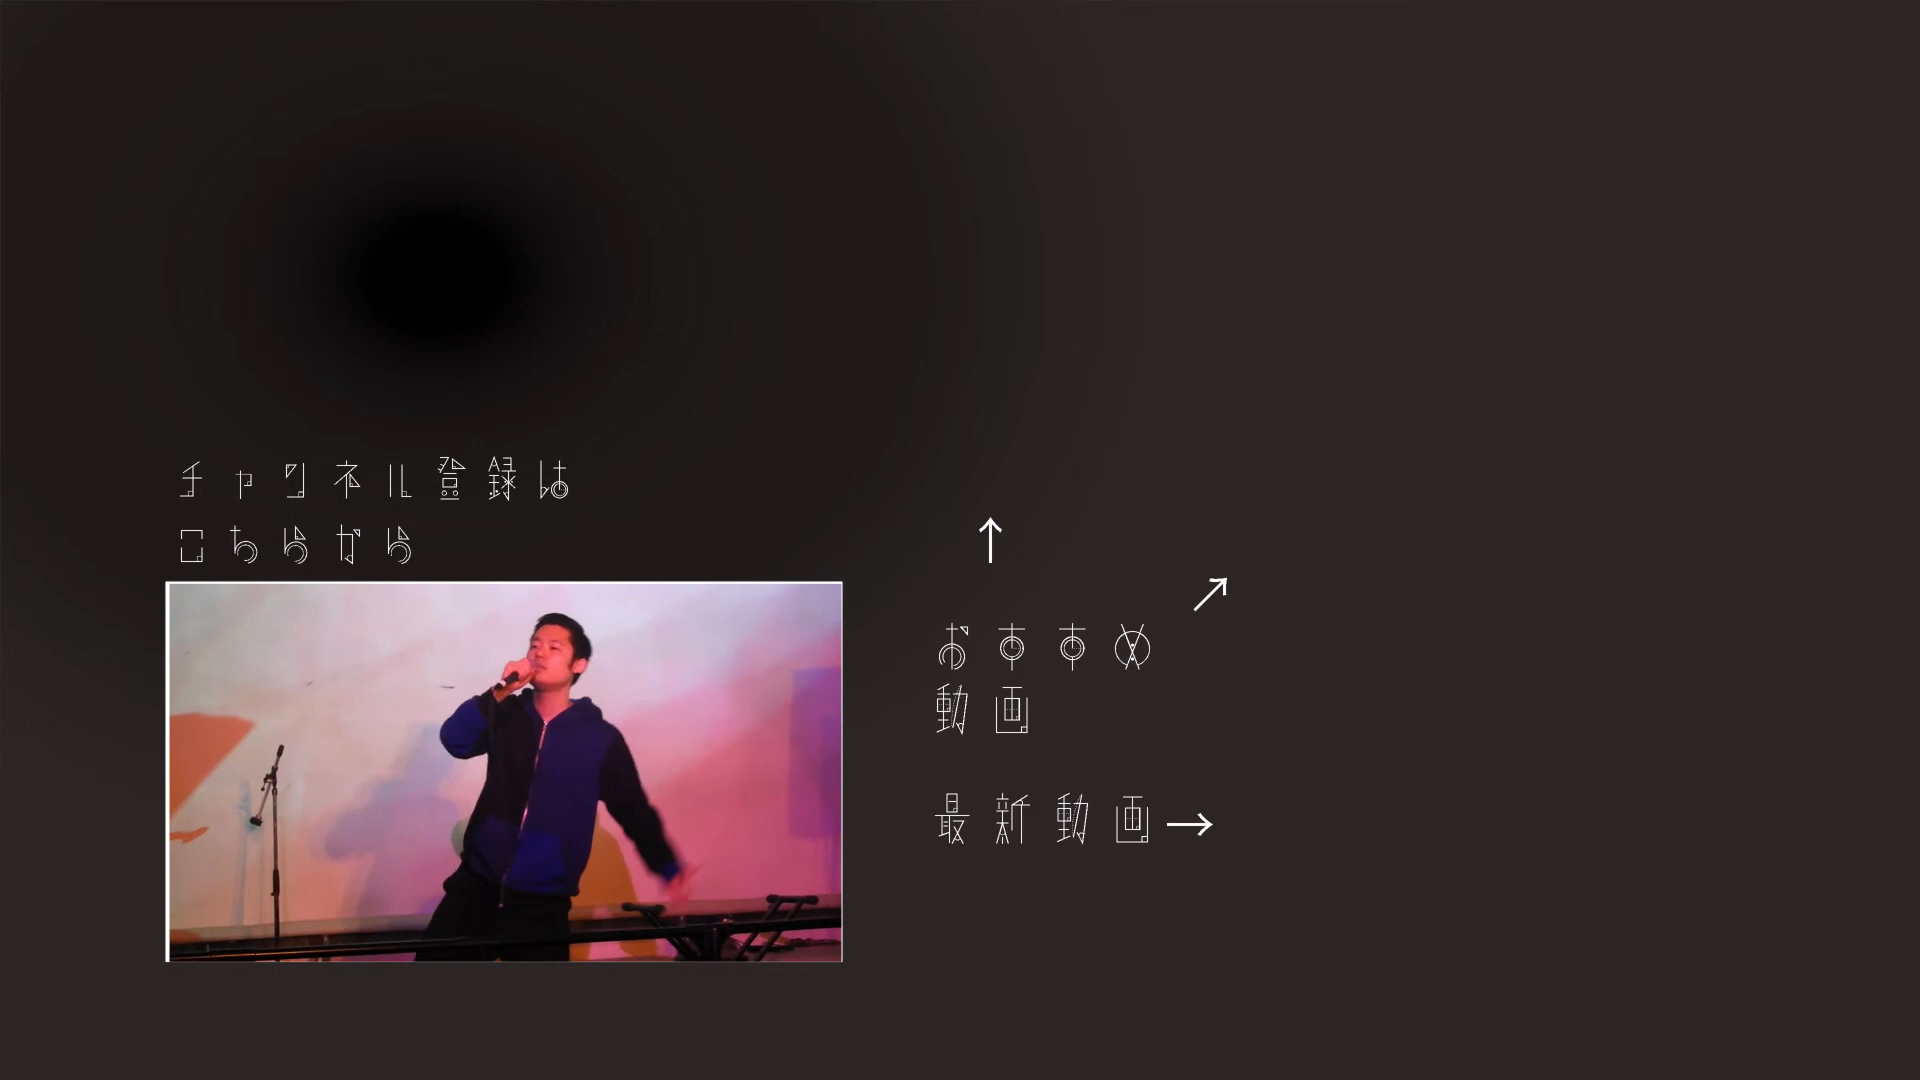 チャンネル登録は
こちらから
↑
↗
おすすめ
動画
最新動画→